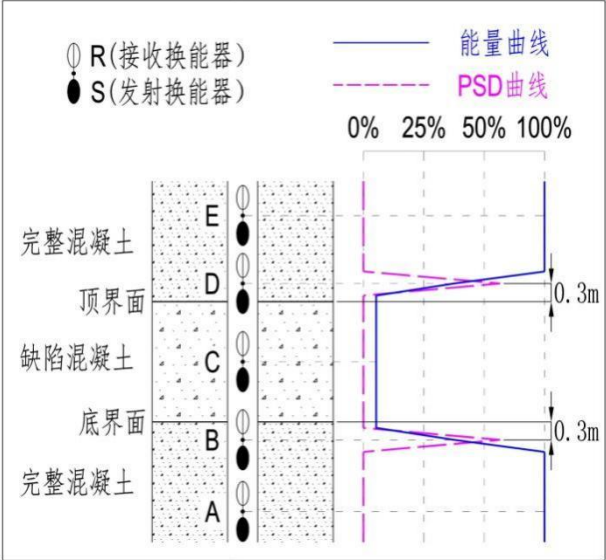 R(接收换能器)
S(发射换能器)
能量曲线
PSD曲线
0% 25% 50% 100%
E
完整混凝土
D
顶界面
0.3m
缺陷混凝土
C
底界面
B
0.3m
完整混凝土
A